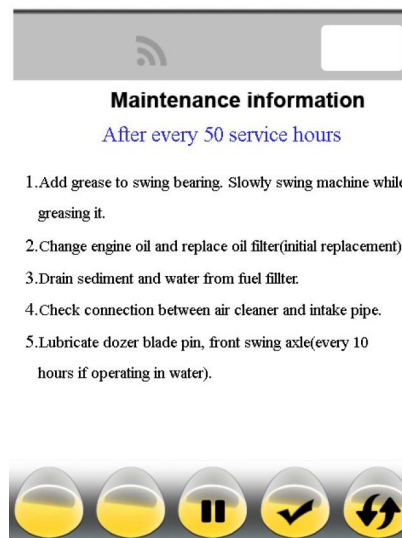 Maintenance information
After every 50 service hours
1.Add grease to swing bearing. Slowly swing machine while
greasing it.
2.Change engine oil and replace oil filter(initial replacement)
3.Drain sediment and water from fuel fillter.
4.Check connection between air cleaner and intake pipe.
5.Lubricate dozer blade pin, front swing axle(every 10
hours if operating in water).